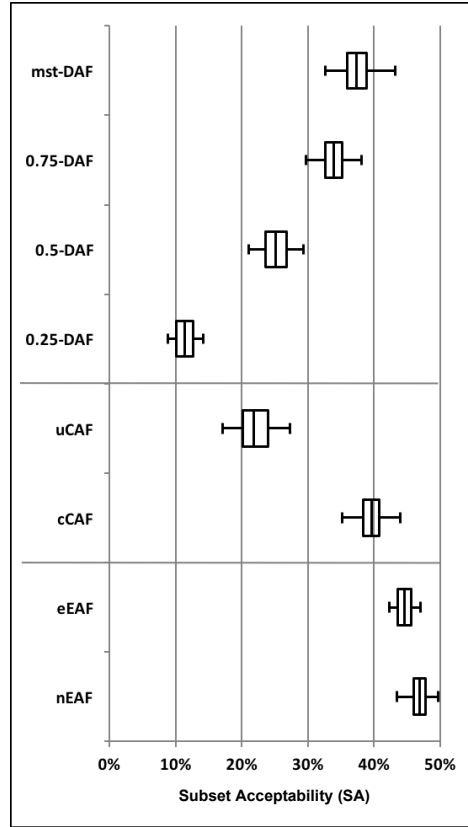 mst-DAF
0.75-DAF
0.5-DAF
0.25-DAF
uCAF
cCAF
eEAF
nEAF
0% 10% 20% 30% 40% 50%
Subset Acceptability (SA)